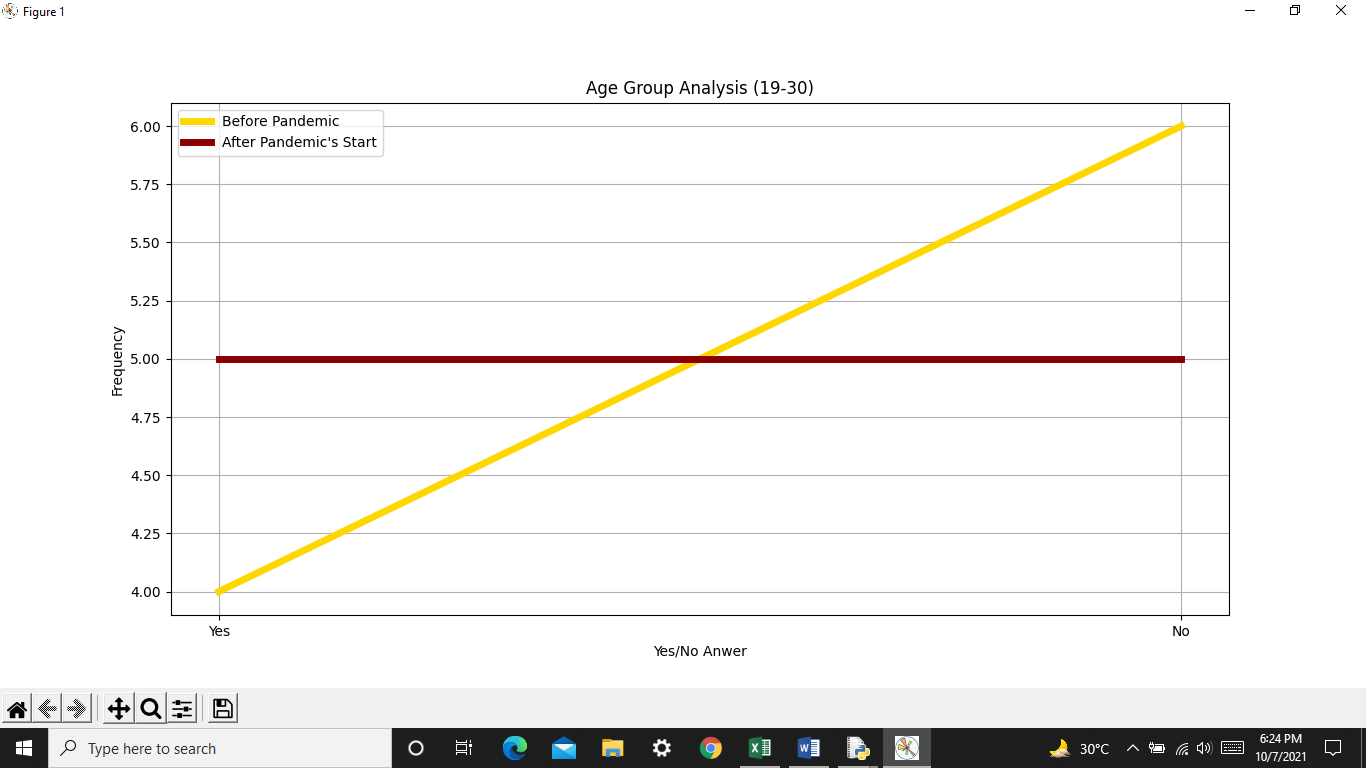 Figure 1
Age Group Analysis (19-30)
Before Pandemic
After Pandemic's Start
6.00
5.75
5.50
5.25
5.00
4.75
4.50
4.25
4.00
Frequency
Yes
No
Yes/No Anwer
Type here to search
30°C
6:24 PM
10/7/2021